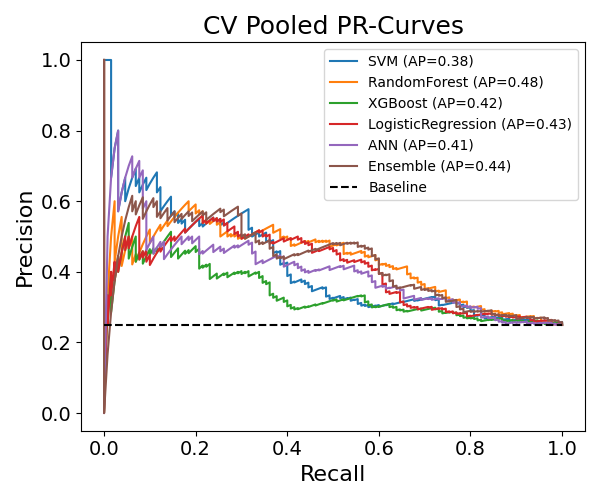 CV Pooled PR-Curves
SVM (AP=0.38)
RandomForest (AP=0.48)
XGBoost (AP=0.42)
LogisticRegression (AP=0.43)
ANN (AP=0.41)
Ensemble (AP=0.44)
Baseline
Precision
1.0
0.8
0.6
0.4
0.2
0.0
0.0 0.2 0.4 0.6 0.8 1.0
Recall